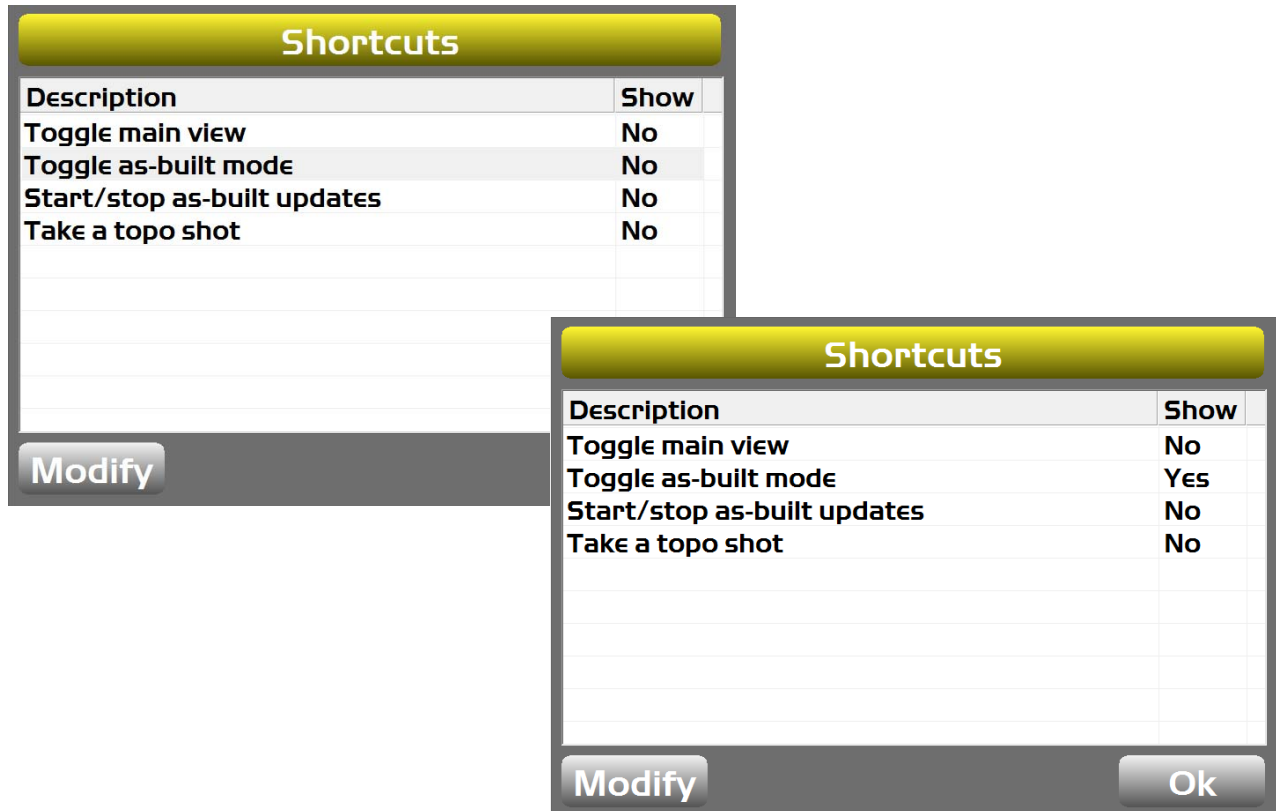 Shortcuts
Description Show
Toggle main view No
Toggle as-built mode No
Start/stop as-built updates No
Take a topo shot No
Modify
Shortcuts
Description Show
Toggle main view No
Toggle as-built mode Yes
Start/stop as-built updates No
Take a topo shot No
Modify Ok